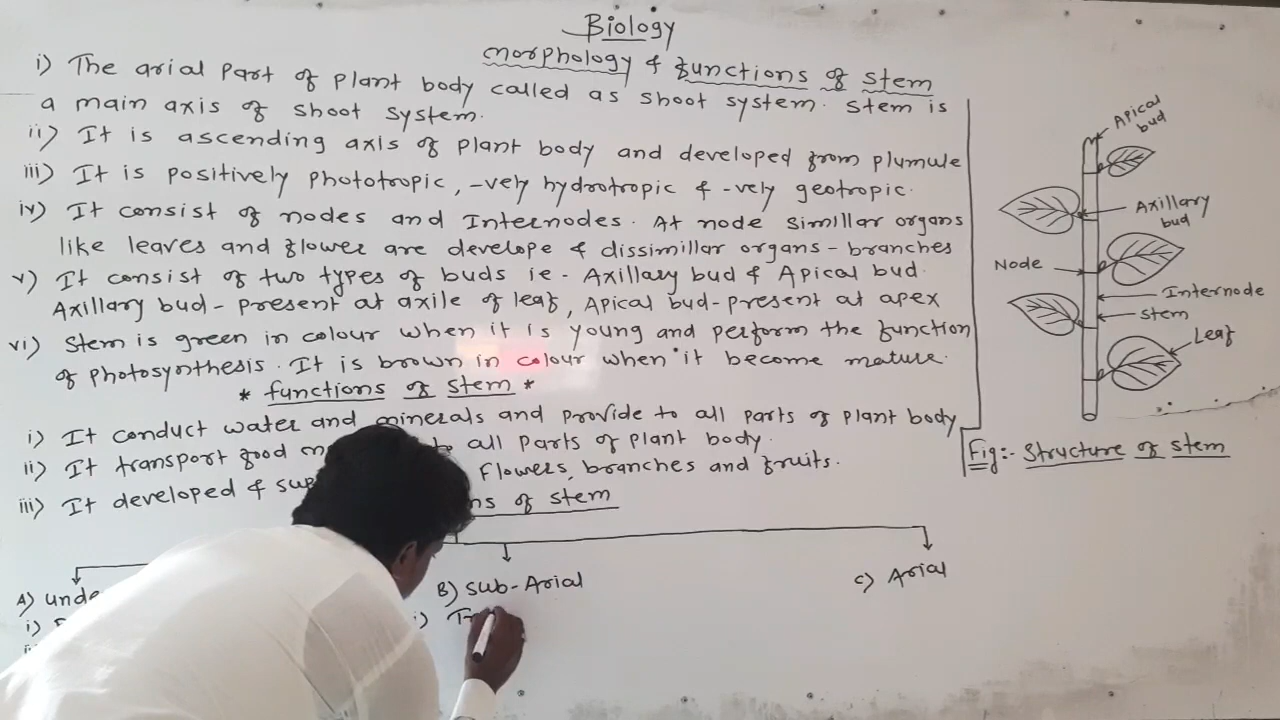 Biology
morphology & functions of stem
i) The arial part of plant body called as shoot system. Stem is
a main axis of shoot system.
ii) It is ascending axis of plant body and developed from plumule
iii) It is positively phototropic, -vely hydrotropic & -vely geotropic.
iv) It consist of nodes and Internodes. At node simillar organs
like leaves and flower are develope & dissimillar organs - branches
v) It consist of two types of buds ie - Axillary bud & Apical bud.
Axillary bud - present at axile of leaf, Apical bud - present at apex
vi) Stem is green in colour when it is young and perform the function
of photosynthesis. It is brown in colour when it become mature.
* functions of stem *
i) It conduct water and minerals and provide to all parts of plant body
ii) It transport food to all parts of plant body.
iii) It developed & flowers, branches and fruits.
of stem
A)
B) Sub-Arial
C) Arial
i)
i)
Apical
bud
Axillary
bud
Node
Internode
stem
Leaf
Fig:- Structure of stem